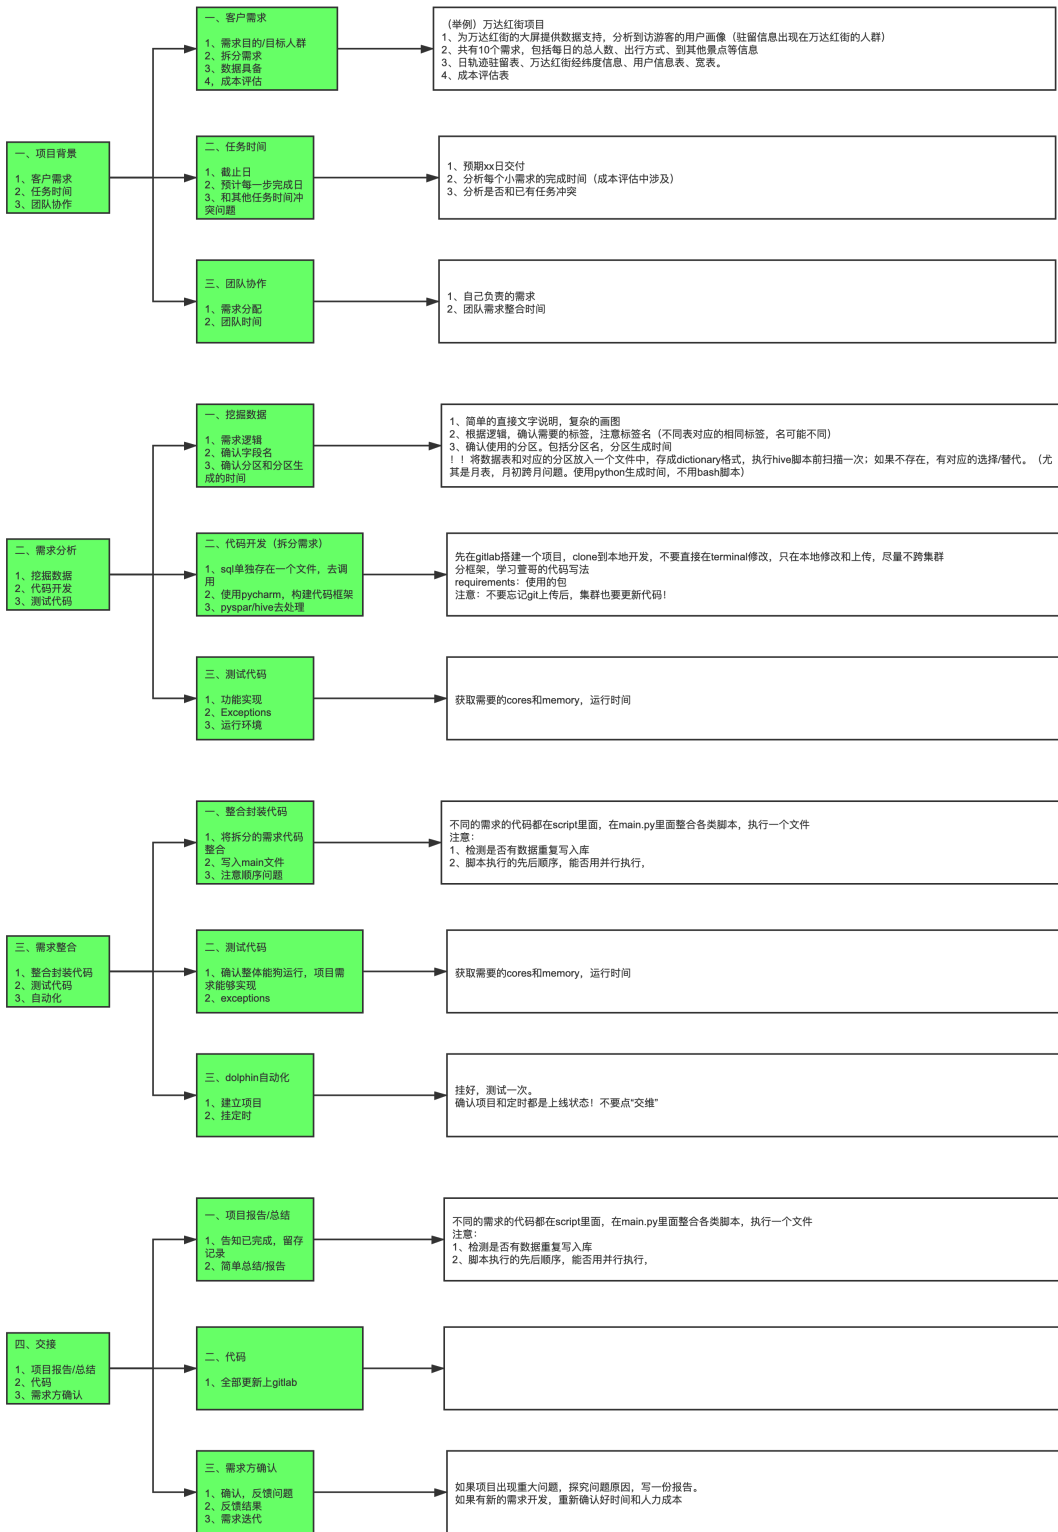 一、客户需求
1、需求目的/目标人群
2、拆分需求
3、数据具备
4，成本评估
（举例）万达红街项目
1、为万达红街的大屏提供数据支持，分析到访游客的用户画像（驻留信息出现在万达红街的人群）
2、共有10个需求，包括每日的总人数、出行方式、到其他景点等信息
3、日轨迹驻留表、万达红街经纬度信息、用户信息表、宽表。
4、成本评估表
一、项目背景
1、客户需求
2、任务时间
3、团队协作
二、任务时间
1、截止日
2、预计每一步完成日
3、和其他任务时间冲
突问题
1、预期xx日交付
2、分析每个小需求的完成时间（成本评估中涉及）
3、分析是否和已有任务冲突
三、团队协作
1、需求分配
2、团队时间
1、自己负责的需求
2、团队需求整合时间
一、挖掘数据
1、需求逻辑
2、确认字段名
3、确认分区和分区生
成的时间
1、简单的直接文字说明，复杂的画图
2、根据逻辑，确认需要的标签，注意标签名（不同表对应的相同标签，名可能不同）
3、确认使用的分区。包括分区名，分区生成时间
！！将数据表和对应的分区放入一个文件中，存成dictionary格式，执行hive脚本前扫描一次；如果不存在，有对应的选择/替代。（尤
其是月表，月初跨月问题。使用python生成时间，不用bash脚本）
二、需求分析
1、挖掘数据
2、代码开发
3、测试代码
二、代码开发（拆分需求）
1、sql单独存在一个文件，去调
用
2、使用pycharm，构建代码框架
3、pyspar/hive去处理
先在gitlab搭建一个项目，clone到本地开发，不要直接在terminal修改，只在本地修改和上传，尽量不跨集群
分框架，学习萱哥的代码写法
requirements：使用的包
注意：不要忘记git上传后，集群也要更新代码！
三、测试代码
1、功能实现
2、Exceptions
3、运行环境
获取需要的cores和memory，运行时间
一、整合封装代码
1、将拆分的需求代码
整合
2、写入main文件
3、注意顺序问题
不同的需求的代码都在script里面，在main.py里面整合各类脚本，执行一个文件
注意：
1、检测是否有数据重复写入库
2、脚本执行的先后顺序，能否用并行执行，
三、需求整合
1、整合封装代码
2、测试代码
3、自动化
二、测试代码
1、确认整体能狗运行，项目需
求能够实现
2、exceptions
获取需要的cores和memory，运行时间
三、dolphin自动化
1、建立项目
2、挂定时
挂好，测试一次。
确认项目和定时都是上线状态！不要点“交维”
一、项目报告/总结
1、告知已完成，留存
记录
2、简单总结/报告
不同的需求的代码都在script里面，在main.py里面整合各类脚本，执行一个文件
注意：
1、检测是否有数据重复写入库
2、脚本执行的先后顺序，能否用并行执行，
四、交接
1、项目报告/总结
2、代码
3、需求方确认
二、代码
1、全部更新上gitlab
三、需求方确认
1、确认，反馈问题
2、反馈结果
3、需求迭代
如果项目出现重大问题，探究问题原因，写一份报告。
如果有新的需求开发，重新确认好时间和人力成本